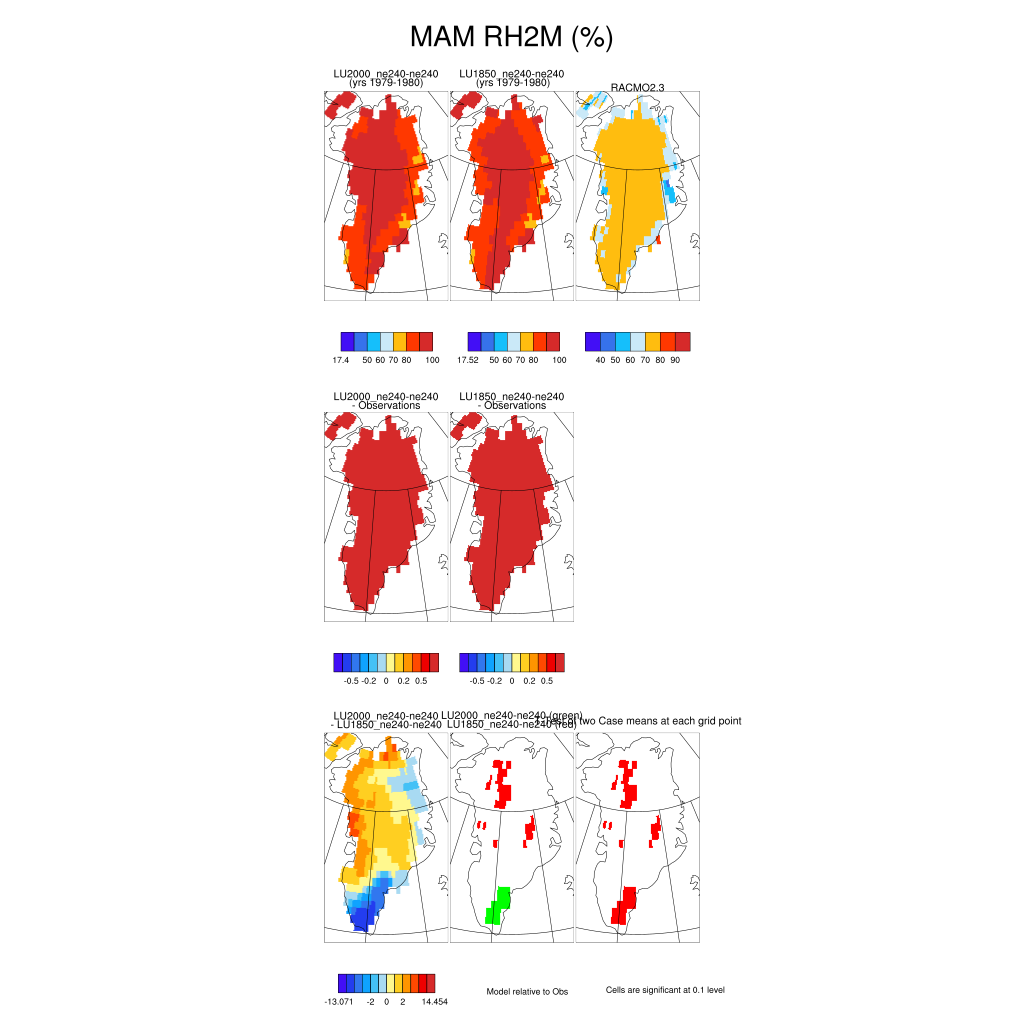 MAM RH2M (%)
LU2000_ne240-ne240
(yrs 1979-1980)
LU1850_ne240-ne240
(yrs 1979-1980)
RACMO2.3
17.4 50 60 70 80 100
17.52 50 60 70 80 100
40 50 60 70 80 90
LU2000_ne240-ne240
- Observations
LU1850_ne240-ne240
- Observations
-0.5 -0.2 0 0.2 0.5
-0.5 -0.2 0 0.2 0.5
LU2000_ne240-ne240
- LU1850_ne240-ne240
LU2000_ne240-ne240 (green)
LU1850_ne240-ne240 (red)
of two Case means at each grid point
-13.071 -2 0 2 14.454
Model relative to Obs
Cells are significant at 0.1 level